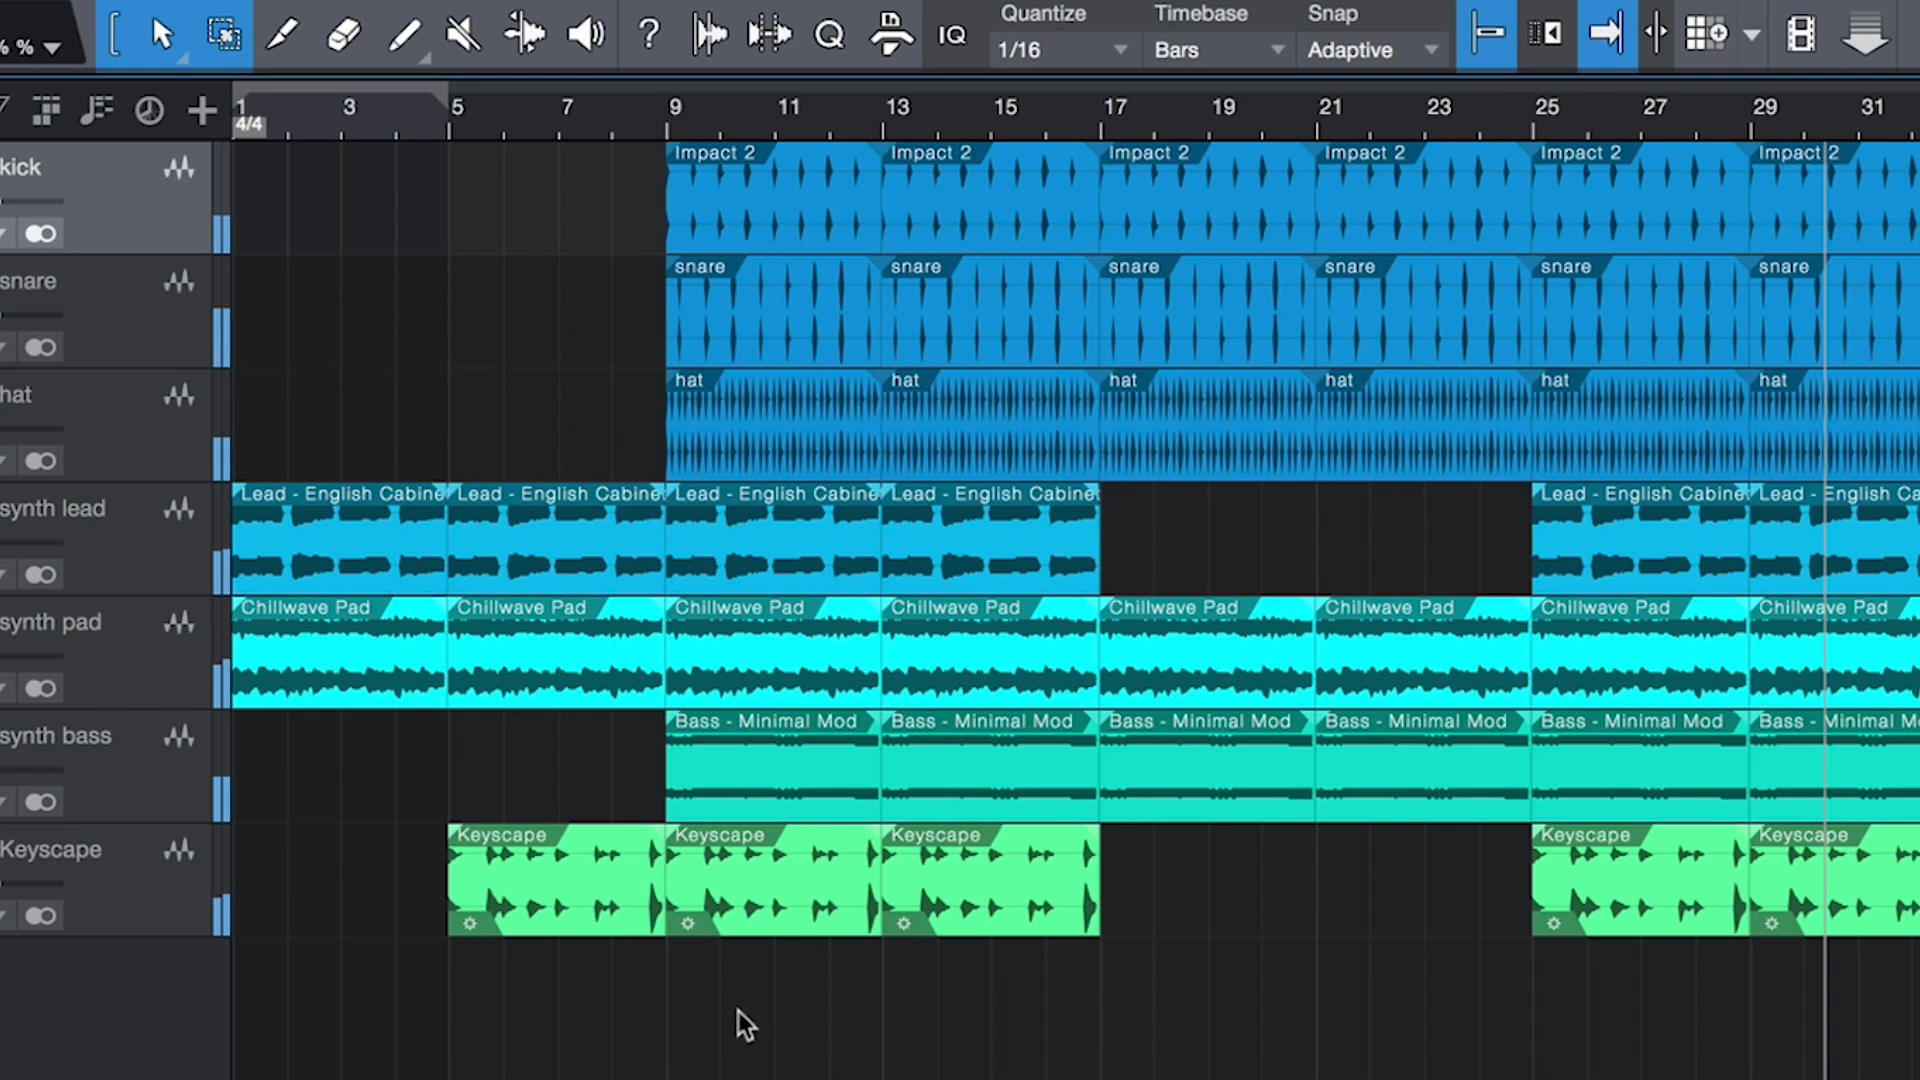 Quantize Timebase Snap
% % ? Q IQ 1/16 Bars Adaptive
1 3 5 7 9 11 13 15 17 19 21 23 25 27 29 31
4/4
kick Impact 2 Impact 2 Impact 2 Impact 2 Impact 2 Impact 2
snare snare snare snare snare snare snare
hat hat hat hat hat hat hat
synth lead Lead - English Cabine Lead - English Cabine Lead - English Cabine Lead - English Cabine Lead - English Cabine Lead - English Ca
synth pad Chillwave Pad Chillwave Pad Chillwave Pad Chillwave Pad Chillwave Pad Chillwave Pad Chillwave Pad Chillwave Pad
synth bass Bass - Minimal Mod Bass - Minimal Mod Bass - Minimal Mod Bass - Minimal Mod Bass - Minimal Mod Bass - Minimal M
Keyscape Keyscape Keyscape Keyscape Keyscape Keyscape